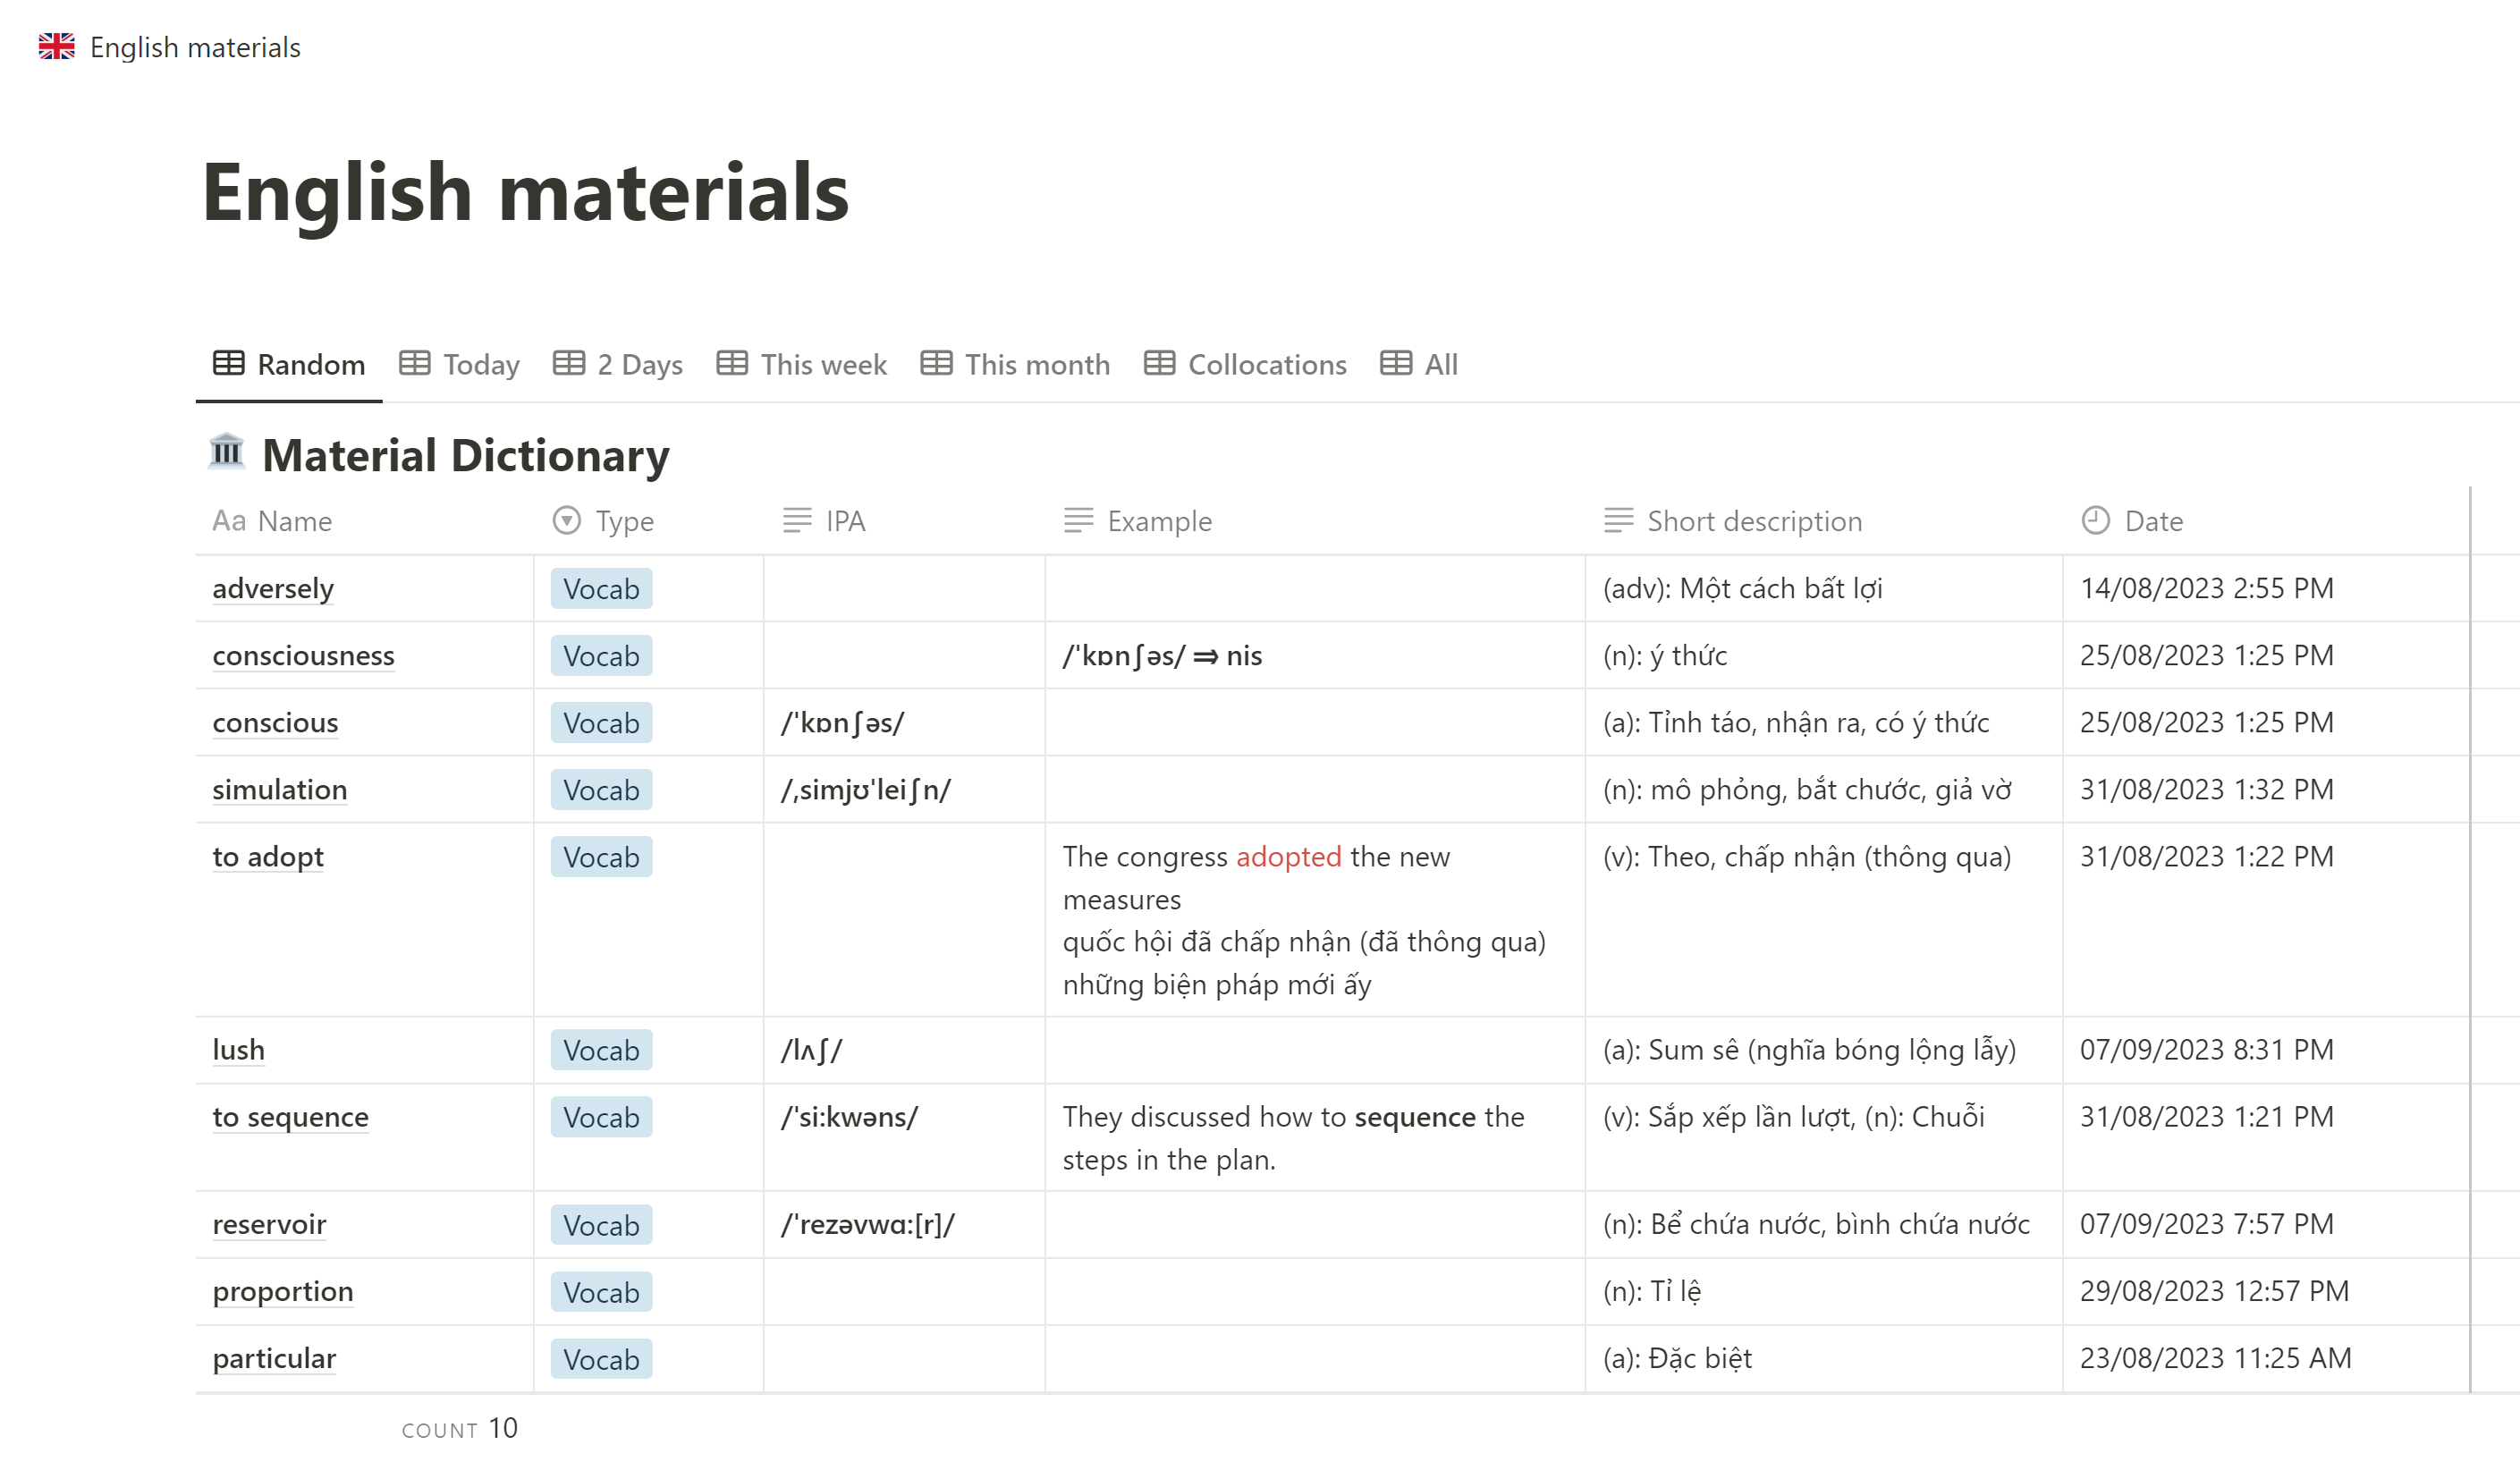 English materials
English materials
Random Today 2 Days This week This month Collocations All
Material Dictionary
Aa Name Type IPA Example Short description Date
adversely Vocab (adv): Một cách bất lợi 14/08/2023 2:55 PM
consciousness Vocab /ˈkɒnʃəs/ ⇒ nis (n): ý thức 25/08/2023 1:25 PM
conscious Vocab /ˈkɒnʃəs/ (a): Tỉnh táo, nhận ra, có ý thức 25/08/2023 1:25 PM
simulation Vocab /,simjʊˈleiʃn/ (n): mô phỏng, bắt chước, giả vờ 31/08/2023 1:32 PM
to adopt Vocab The congress adopted the new (v): Theo, chấp nhận (thông qua) 31/08/2023 1:22 PM
measures
quốc hội đã chấp nhận (đã thông qua)
những biện pháp mới ấy
lush Vocab /lʌʃ/ (a): Sum sê (nghĩa bóng lộng lẫy) 07/09/2023 8:31 PM
to sequence Vocab /ˈsi:kwəns/ They discussed how to sequence the (v): Sắp xếp lần lượt, (n): Chuỗi 31/08/2023 1:21 PM
steps in the plan.
reservoir Vocab /ˈrezəvwɑ:[r]/ (n): Bể chứa nước, bình chứa nước 07/09/2023 7:57 PM
proportion Vocab (n): Tỉ lệ 29/08/2023 12:57 PM
particular Vocab (a): Đặc biệt 23/08/2023 11:25 AM
COUNT 10